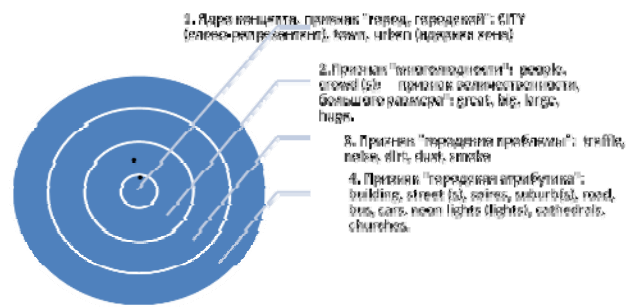 1. Ядро концепта, признак "город, городской": CITY
(слово-репрезентант), town, urban (ядерная зона)
2.Признак "многолюдности": people,
crowd (s); признак величественности,
большого размера": great, big, large,
huge.
3. Признак "городские проблемы": traffic,
noise, dirt, dust, smoke
4. Признак "городская атрибутика":
building, street (s), spires, suburb(s), road,
bus, cars, neon lights (lights), cathedrals,
churches.